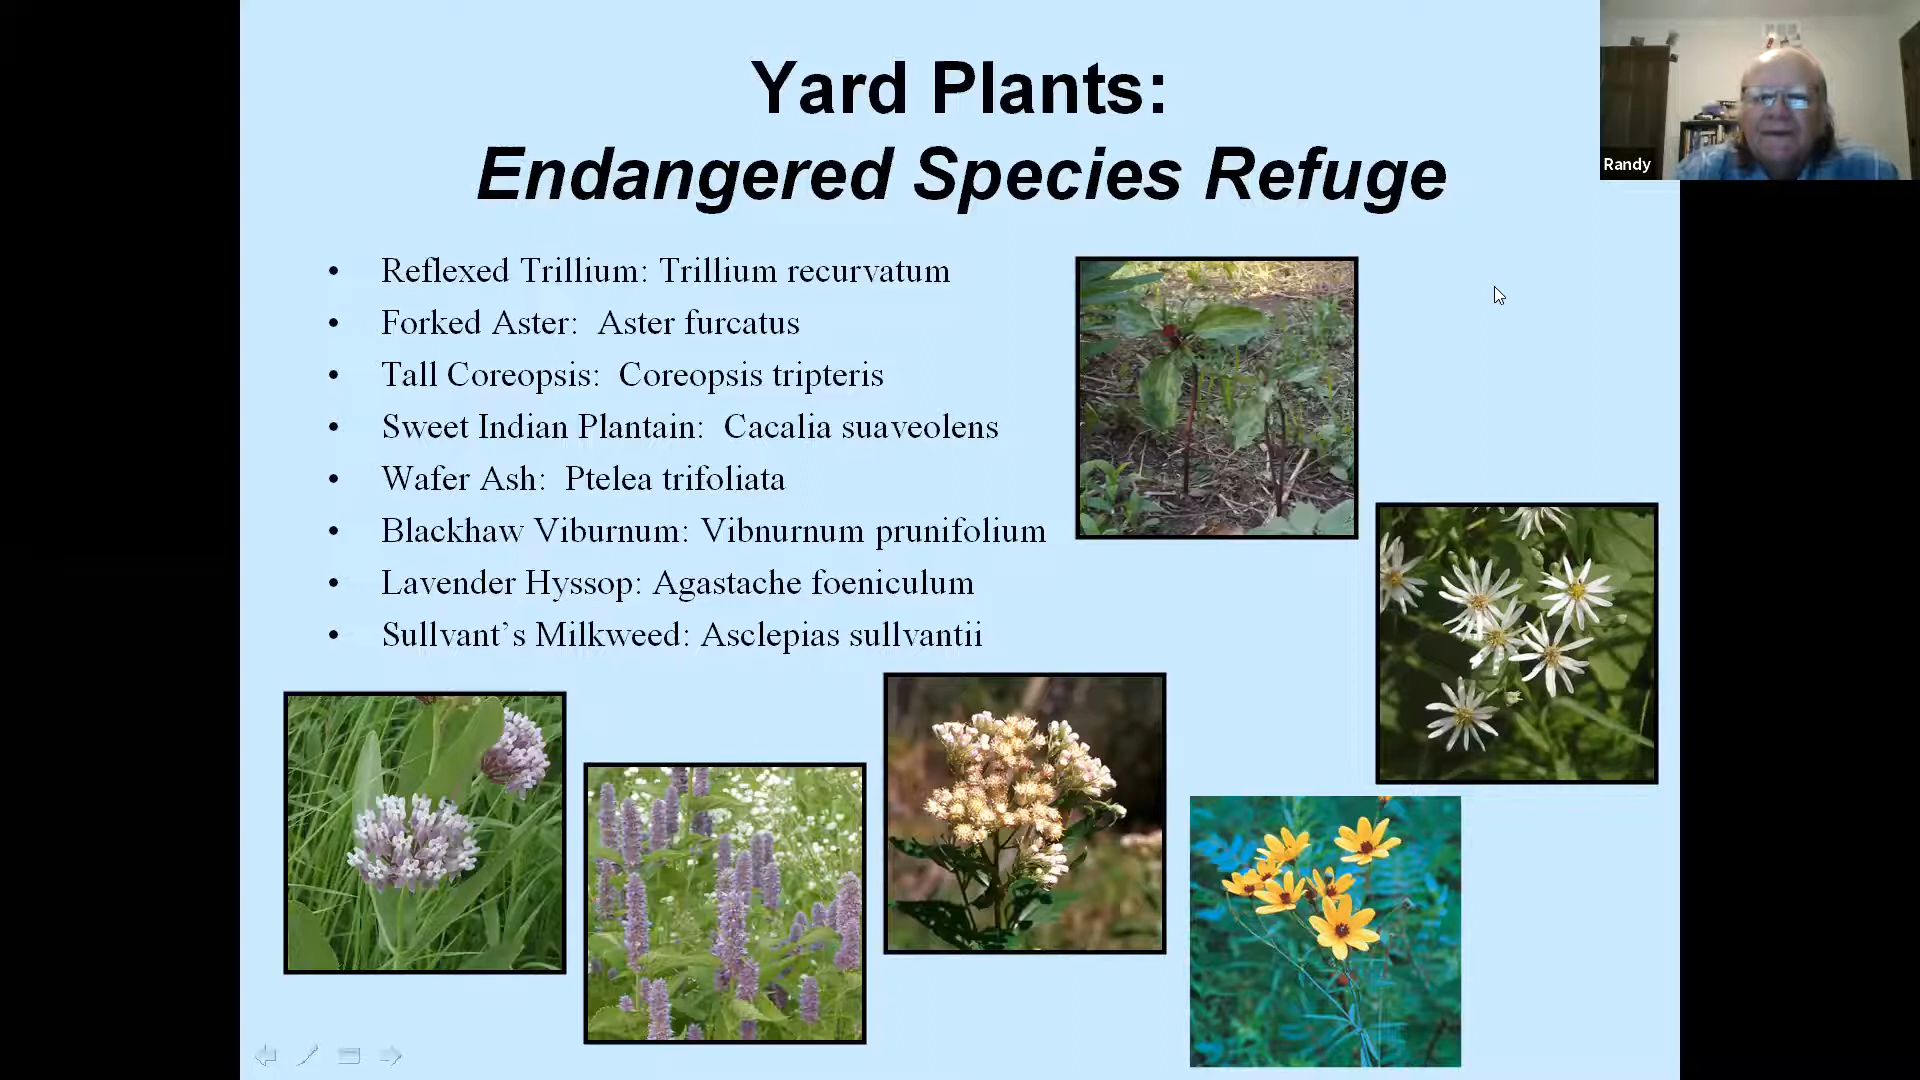 Yard Plants:
Endangered Species Refuge
Randy
• Reflexed Trillium: Trillium recurvatum
• Forked Aster: Aster furcatus
• Tall Coreopsis: Coreopsis tripteris
• Sweet Indian Plantain: Cacalia suaveolens
• Wafer Ash: Ptelea trifoliata
• Blackhaw Viburnum: Vibnurnum prunifolium
• Lavender Hyssop: Agastache foeniculum
• Sullvant’s Milkweed: Asclepias sullvantii